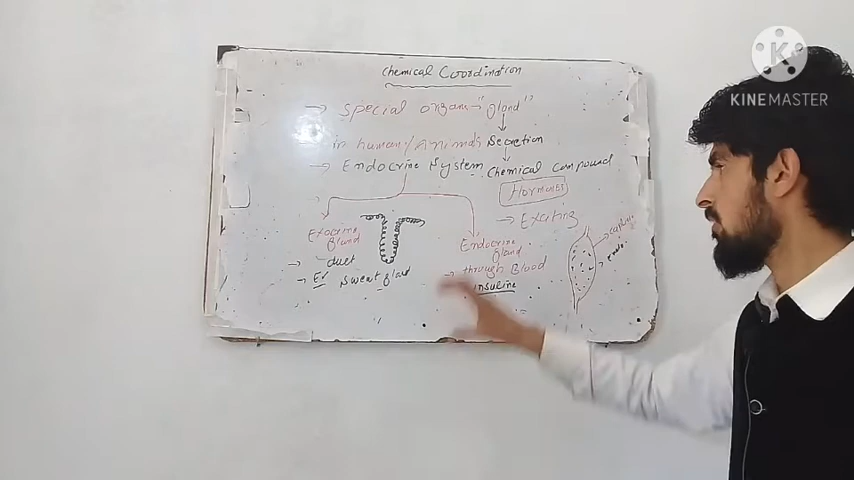 Chemical Coordination
→ Special organs → "gland"
in human/Animals Secretion
→ Endocrine System Chemical Compound
Hormones
→ Exciting
Exocrine
gland
→ duct
→ Ex Sweat gland
Endocrine
gland
→ through Blood
insuline
K
KINEMASTER